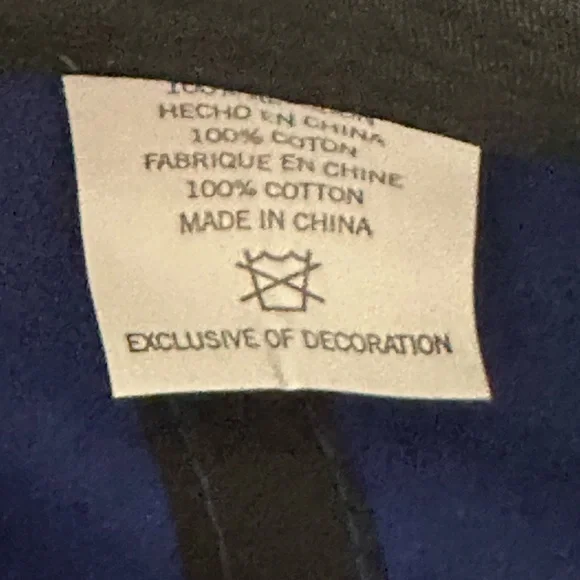 HECHO EN CHINA
100% COTON
FABRIQUE EN CHINE
100% COTTON
MADE IN CHINA
EXCLUSIVE OF DECORATION